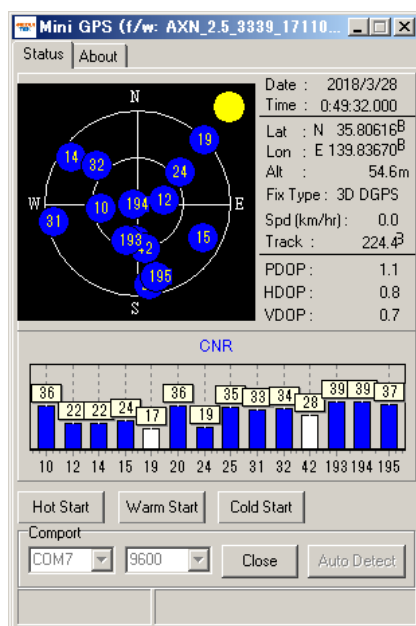 Mini GPS (f/w: AXN_2.5_3339_17110...
Status About
N
19
14
32
24
W
10
194
12
E
31
193
42
15
195
S
Date : 2018/3/28
Time : 0:49:32.000
Lat : N 35.80616B
Lon : E 139.83670B
Alt : 54.6m
Fix Type : 3D DGPS
Spd (km/hr) : 0.0
Track : 224.43
PDOP : 1.1
HDOP : 0.8
VDOP : 0.7
CNR
36 22 22 24 17 36 19 35 33 34 28 39 39 37
10 12 14 15 19 20 24 25 31 32 42 193 194 195
Hot Start Warm Start Cold Start
Comport
COM7 9600 Close Auto Detect